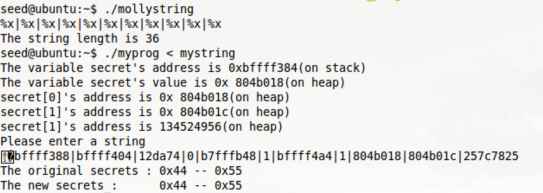 seed@ubuntu:~$ ./mollystring
%x|%x|%x|%x|%x|%x|%x|%x|%x|%x|%x
The string length is 36
seed@ubuntu:~$ ./myprog < mystring
The variable secret's address is 0xbffff384(on stack)
The variable secret's value is 0x 804b018(on heap)
secret[0]'s address is 0x 804b018(on heap)
secret[1]'s address is 0x 804b01c(on heap)
secret[1]'s address is 134524956(on heap)
Please enter a string
bffff388|bffff404|12da74|0|b7fffb48|1|bffff4a4|1|804b018|804b01c|257c7825
The original secrets : 0x44 -- 0x55
The new secrets : 0x44 -- 0x55